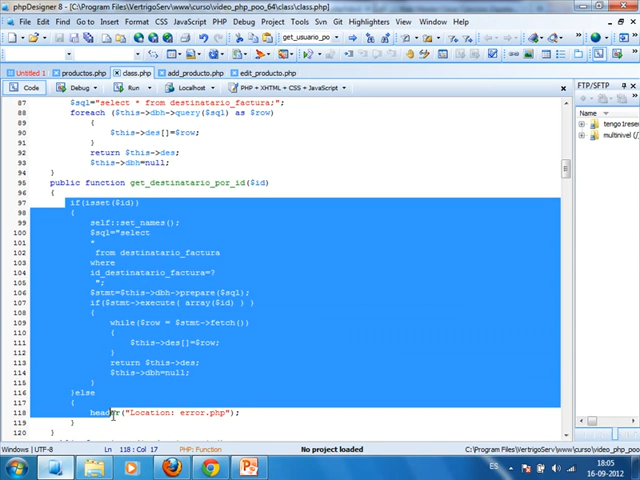 phpDesigner 8 - [C:\Program Files\VertrigoServ\www\curso\video_php_poo_64\class\class.php]
File Edit Go To Insert CSS JavaScript PHP Debug Project Tools SVN Git Highlighters View Window Help
get_usuario_po
Untitled 1 productos.php class.php add_producto.php edit_producto.php
Code Debug Run Localhost PHP + XHTML + CSS + JavaScript
FTP/SFTP
Name
tengo1rese
multinivel (/
87 $sql="select * from destinatario_factura;";
88 foreach ($this->dbh->query($sql) as $row)
89 {
90 $this->des[]=$row;
91 }
92 return $this->des;
93 $this->dbh=null;
94 }
95 public function get_destinatario_por_id($id)
96 {
97 if(isset($id))
98 {
99 self::set_names();
100 $sql="select
101 *
102 from destinatario_factura
103 where
104 id_destinatario_factura=?
105 ";
106 $stmt=$this->dbh->prepare($sql);
107 if($stmt->execute( array($id) ) )
108 {
109 while($row = $stmt->fetch())
110 {
111 $this->des[]=$row;
112 }
113 return $this->des;
114 $this->dbh=null;
115 }
116 }else
117 {
118 header("Location: error.php");
119 }
120 }
Windows Ln : 118 Col : 17 PHP: Function No project loaded C:\Program Files\VertrigoServ\www\curso\video_php_po
ES 18:05
16-09-2012